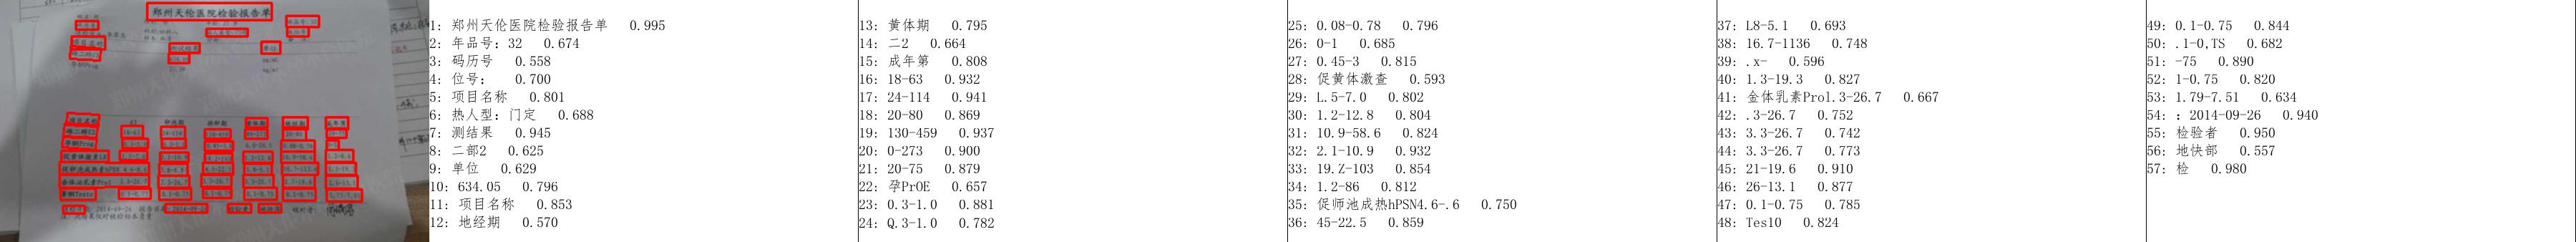 郑州天伦医院检验报告单
项目名称
单位
1: 郑州天伦医院检验报告单 0.995
2: 年品号: 32 0.674
3: 码历号 0.558
4: 位号: 0.700
5: 项目名称 0.801
6: 热人型: 门定 0.688
7: 测结果 0.945
8: 二部2 0.625
9: 单位 0.629
10: 634.05 0.796
11: 项目名称 0.853
12: 地经期 0.570
13: 黄体期 0.795
14: 二2 0.664
15: 成年第 0.808
16: 18-63 0.932
17: 24-114 0.941
18: 20-80 0.869
19: 130-459 0.937
20: 0-273 0.900
21: 20-75 0.879
22: 孕PrOE 0.657
23: 0.3-1.0 0.881
24: Q.3-1.0 0.782
25: 0.08-0.78 0.796
26: 0-1 0.685
27: 0.45-3 0.815
28: 促黄体激查 0.593
29: L.5-7.0 0.802
30: 1.2-12.8 0.804
31: 10.9-58.6 0.824
32: 2.1-10.9 0.932
33: 19.Z-103 0.854
34: 1.2-86 0.812
35: 促师池成热hPSN4.6-.6 0.750
36: 45-22.5 0.859
37: L8-5.1 0.693
38: 16.7-1136 0.748
39: .x- 0.596
40: 1.3-19.3 0.827
41: 金体乳素Prol.3-26.7 0.667
42: .3-26.7 0.752
43: 3.3-26.7 0.742
44: 3.3-26.7 0.773
45: 21-19.6 0.910
46: 26-13.1 0.877
47: 0.1-0.75 0.785
48: Tes10 0.824
49: 0.1-0.75 0.844
50: .1-0,TS 0.682
51: -75 0.890
52: 1-0.75 0.820
53: 1.79-7.51 0.634
54: : 2014-09-26 0.940
55: 检验者 0.950
56: 地快部 0.557
57: 检 0.980